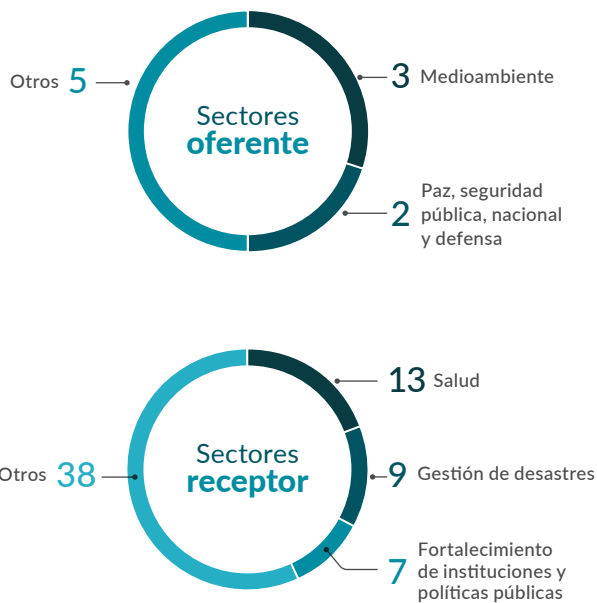 Otros 5
Sectores
oferente
3 Medioambiente
2 Paz, seguridad
pública, nacional
y defensa
Otros 38
Sectores
receptor
13 Salud
9 Gestión de desastres
7 Fortalecimiento
de instituciones y
políticas públicas